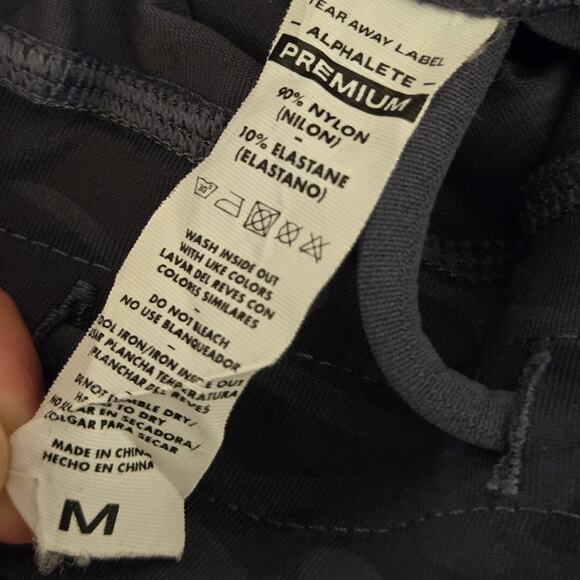 TEAR AWAY LABEL
- ALPHALETE -
PREMIUM
90% NYLON
(NILON)
-
10% ELASTANE
(ELASTANO)
30°
WASH INSIDE OUT
WITH LIKE COLORS
LAVAR DEL REVES CON
COLORES SIMILARES
-
DO NOT BLEACH
NO USE BLANQUEADOR
-
COOL IRON/IRON INSIDE OUT
USAR PLANCHA TEMPERATURA
(PLANCHAR DEL REVES
-
DO NOT TUMBLE DRY/
HANG TO DRY
NO SECAR EN SECADORA/
COLGAR PARA SECAR
-
MADE IN CHINA
HECHO EN CHINA
M